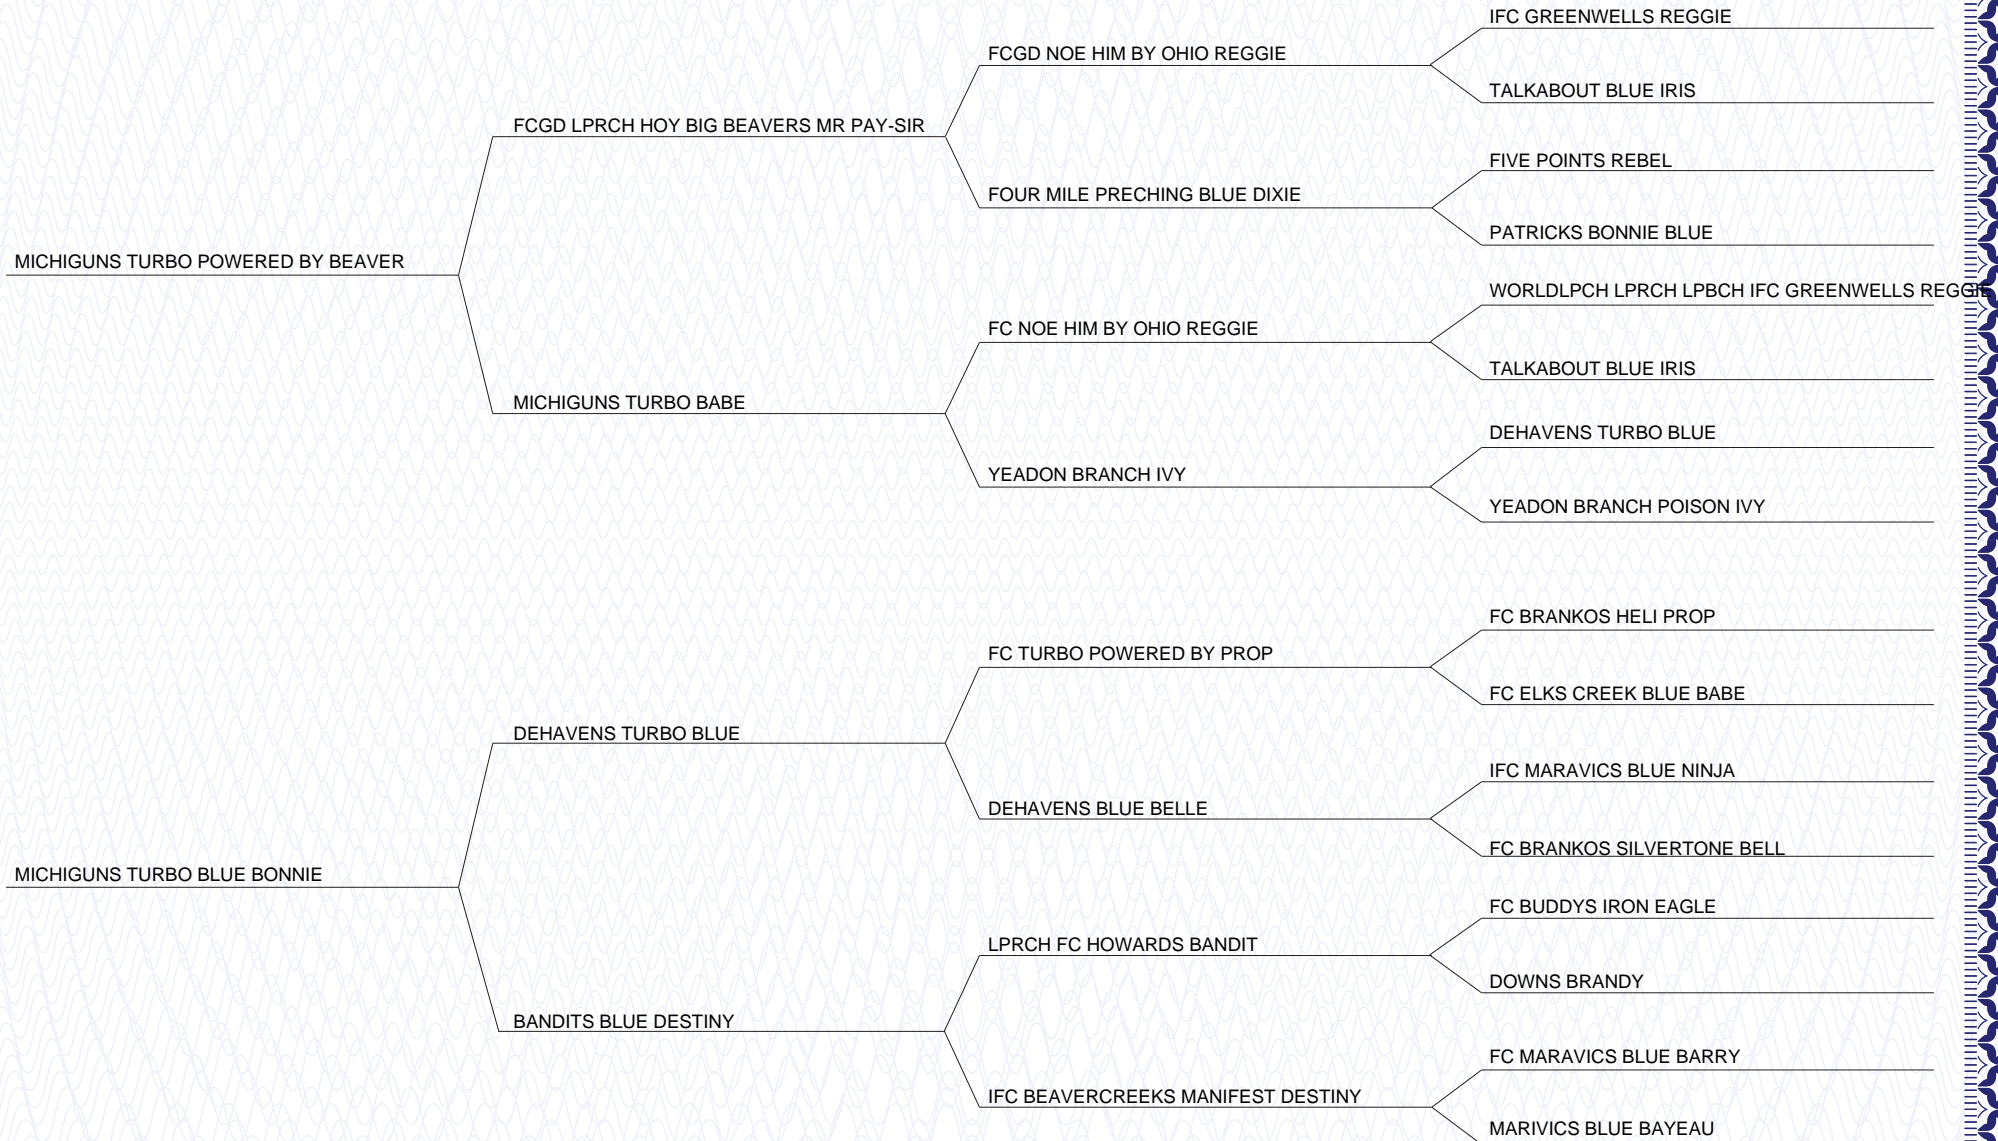 IFC GREENWELLS REGGIE
FCGD NOE HIM BY OHIO REGGIE
TALKABOUT BLUE IRIS
FCGD LPRCH HOY BIG BEAVERS MR PAY-SIR
FIVE POINTS REBEL
FOUR MILE PRECHING BLUE DIXIE
PATRICKS BONNIE BLUE
MICHIGUNS TURBO POWERED BY BEAVER
WORLDLPCH LPRCH LPBCH IFC GREENWELLS REGGIE
FC NOE HIM BY OHIO REGGIE
TALKABOUT BLUE IRIS
MICHIGUNS TURBO BABE
DEHAVENS TURBO BLUE
YEADON BRANCH IVY
YEADON BRANCH POISON IVY
FC BRANKOS HELI PROP
FC TURBO POWERED BY PROP
FC ELKS CREEK BLUE BABE
DEHAVENS TURBO BLUE
IFC MARAVICS BLUE NINJA
DEHAVENS BLUE BELLE
FC BRANKOS SILVERTONE BELL
MICHIGUNS TURBO BLUE BONNIE
FC BUDDYS IRON EAGLE
LPRCH FC HOWARDS BANDIT
DOWNS BRANDY
BANDITS BLUE DESTINY
FC MARAVICS BLUE BARRY
IFC BEAVERCREEKS MANIFEST DESTINY
MARIVICS BLUE BAYEAU